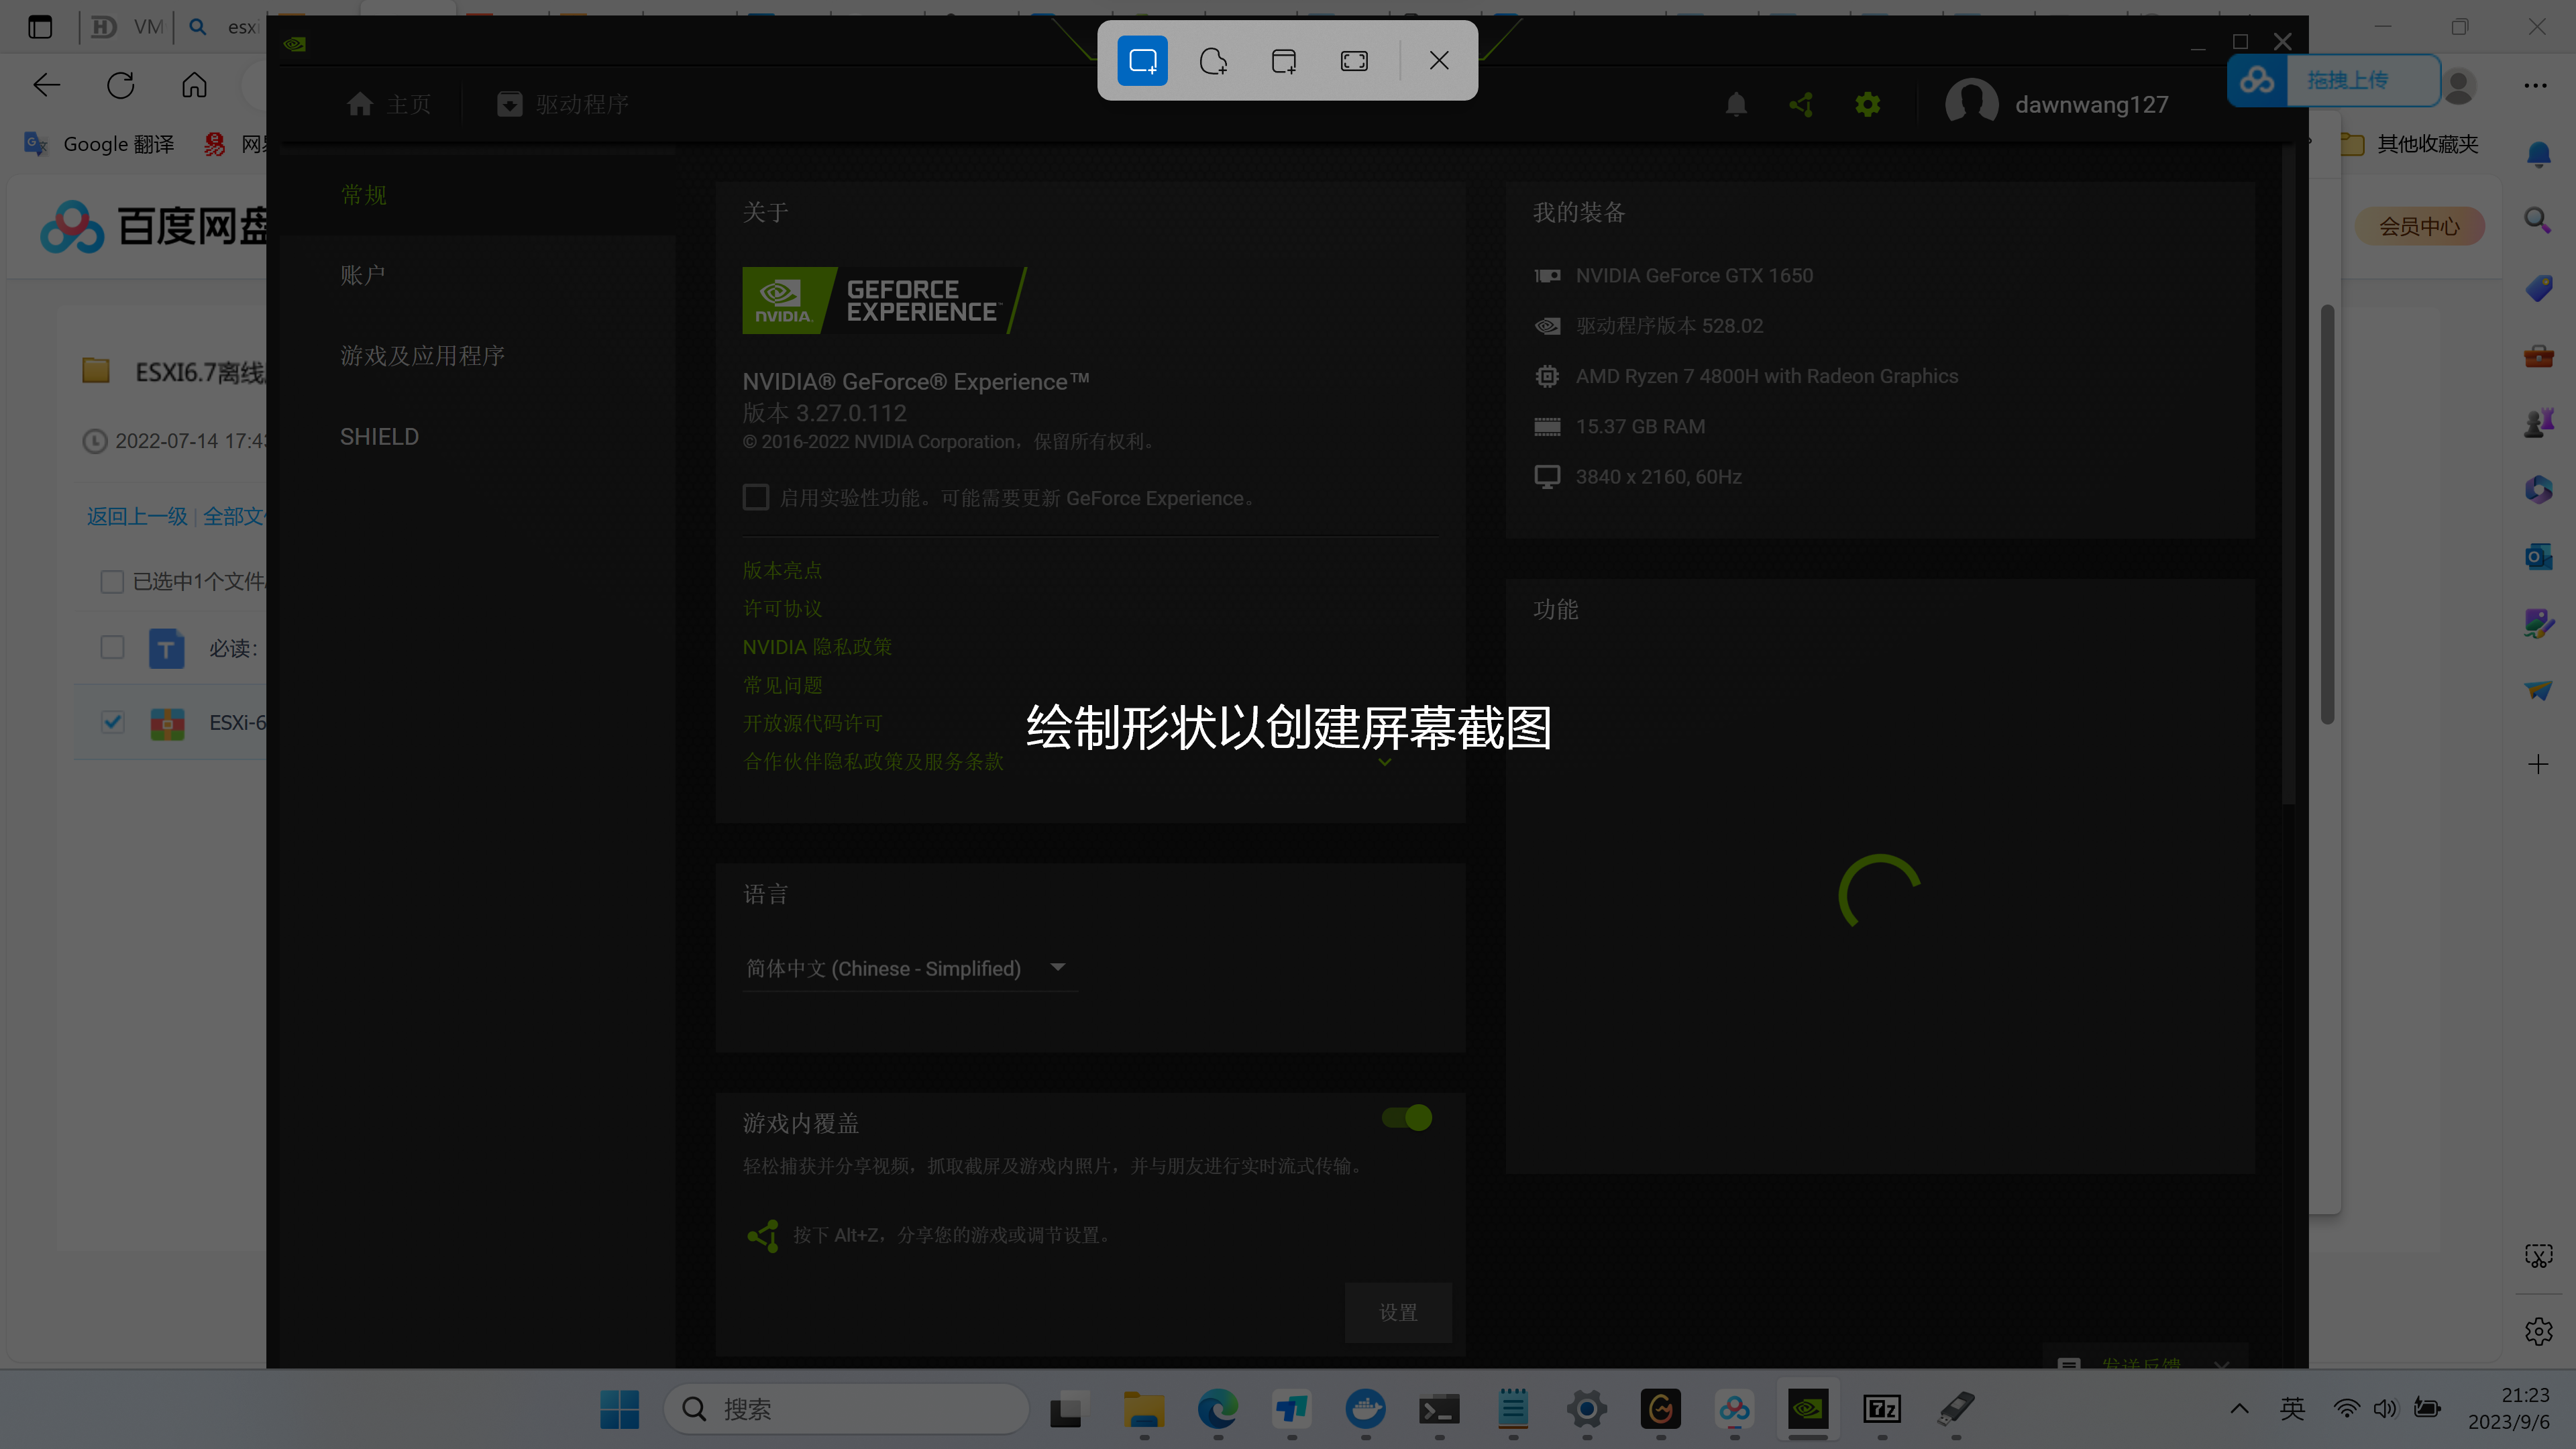 VM
esxi
主页
驱动程序
dawnwang127
拖拽上传
Google 翻译
其他收藏夹
百度网盘
会员中心
常规
账户
游戏及应用程序
SHIELD
ESXI6.7离线
2022-07-14 17:43
返回上一级 | 全部文
已选中1个文件
必读：
ESXi-6
关于
NVIDIA
GEFORCE
EXPERIENCE
NVIDIA® GeForce® Experience™
版本 3.27.0.112
© 2016-2022 NVIDIA Corporation，保留所有权利。
启用实验性功能。可能需要更新 GeForce Experience。
版本亮点
许可协议
NVIDIA 隐私政策
常见问题
开放源代码许可
合作伙伴隐私政策及服务条款
绘制形状以创建屏幕截图
语言
简体中文 (Chinese - Simplified)
游戏内覆盖
轻松捕获并分享视频，抓取截屏及游戏内照片，并与朋友进行实时流式传输。
按下 Alt+Z，分享您的游戏或调节设置。
设置
我的装备
NVIDIA GeForce GTX 1650
驱动程序版本 528.02
AMD Ryzen 7 4800H with Radeon Graphics
15.37 GB RAM
3840 x 2160, 60Hz
功能
发送反馈
搜索
7z
英
21:23
2023/9/6